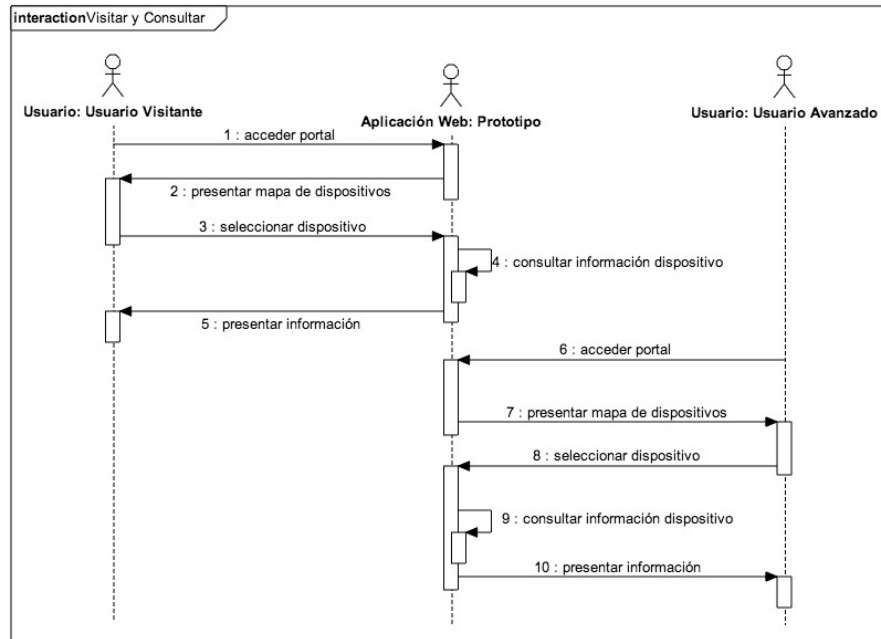 interactionVisitar y Consultar
Usuario: Usuario Visitante
Aplicación Web: Prototipo
Usuario: Usuario Avanzado
1 : acceder portal
2 : presentar mapa de dispositivos
3 : seleccionar dispositivo
4 : consultar información dispositivo
5 : presentar información
6 : acceder portal
7 : presentar mapa de dispositivos
8 : seleccionar dispositivo
9 : consultar información dispositivo
10 : presentar información